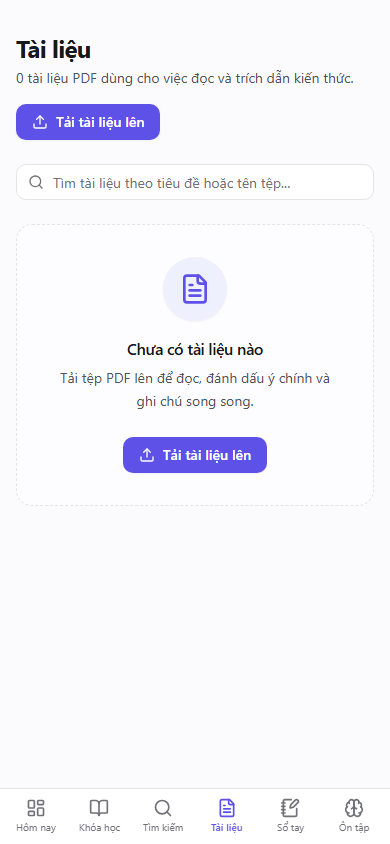 Tài liệu
0 tài liệu PDF dùng cho việc đọc và trích dẫn kiến thức.
Tải tài liệu lên
Tìm tài liệu theo tiêu đề hoặc tên tệp...
Chưa có tài liệu nào
Tải tệp PDF lên để đọc, đánh dấu ý chính và
ghi chú song song.
Tải tài liệu lên
Hôm nay
Khóa học
Tìm kiếm
Tài liệu
Sổ tay
Ôn tập